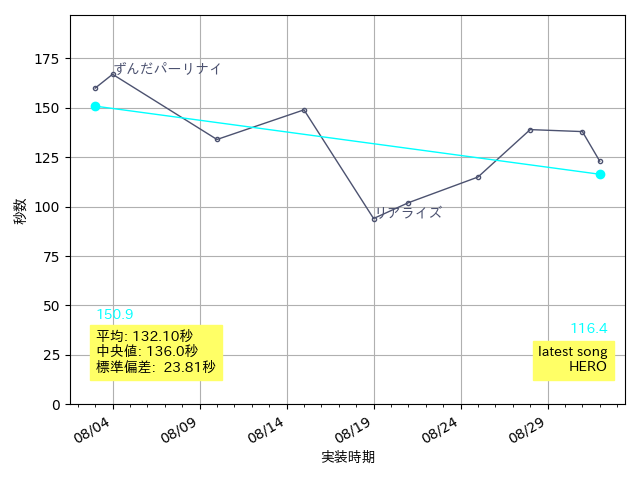 175
150
125
100
75
50
25
0
秒数
ずんだパーリナイ
リアライズ
150.9
平均: 132.10秒
中央値: 136.0秒
標準偏差: 23.81秒
116.4
latest song
HERO
08/04
08/09
08/14
08/19
08/24
08/29
実装時期